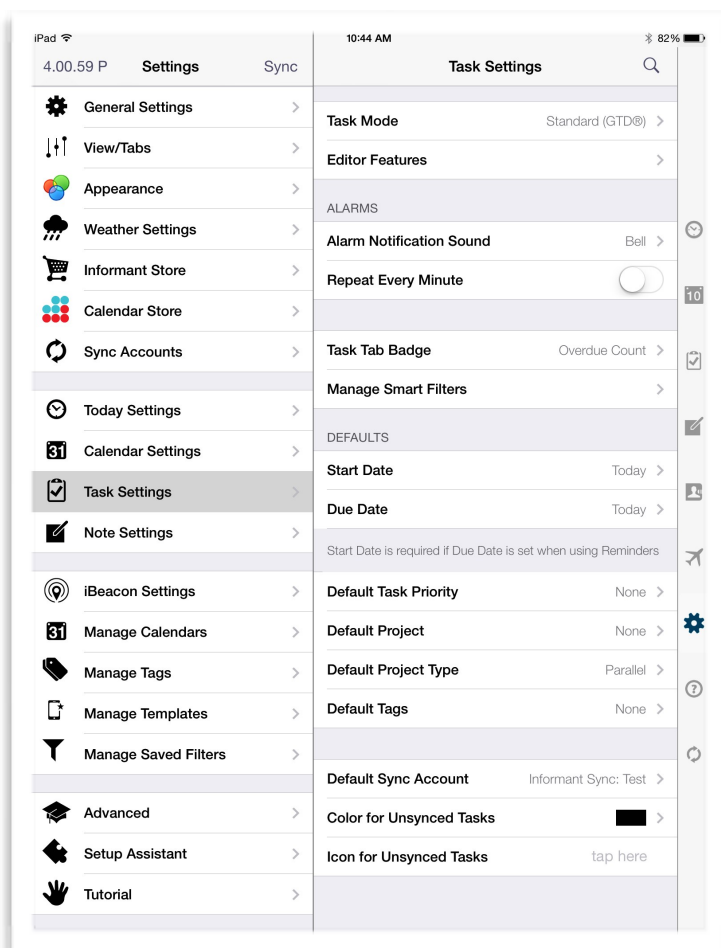 iPad 10:44 AM 82%
4.00.59 P Settings Sync
General Settings
View/Tabs
Appearance
Weather Settings
Informant Store
Calendar Store
Sync Accounts
Today Settings
31 Calendar Settings
Task Settings
Note Settings
iBeacon Settings
31 Manage Calendars
Manage Tags
Manage Templates
Manage Saved Filters
Advanced
Setup Assistant
Tutorial
Task Settings
Task Mode Standard (GTD®)
Editor Features
ALARMS
Alarm Notification Sound Bell
Repeat Every Minute
Task Tab Badge Overdue Count
Manage Smart Filters
DEFAULTS
Start Date Today
Due Date Today
Start Date is required if Due Date is set when using Reminders
Default Task Priority None
Default Project None
Default Project Type Parallel
Default Tags None
Default Sync Account Informant Sync: Test
Color for Unsynced Tasks
Icon for Unsynced Tasks tap here
10
?